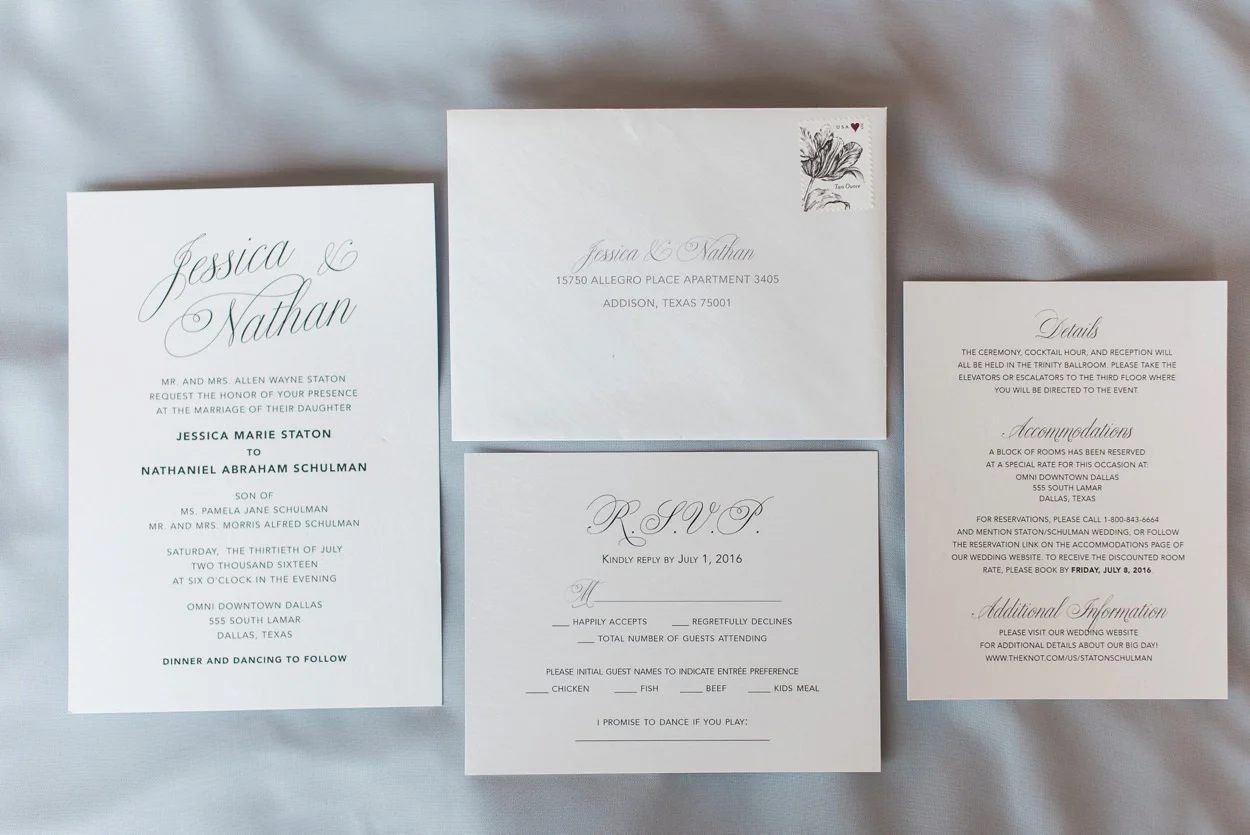 Jessica &
Nathan
MR. AND MRS. ALLEN WAYNE STATON
REQUEST THE HONOR OF YOUR PRESENCE
AT THE MARRIAGE OF THEIR DAUGHTER
JESSICA MARIE STATON
TO
NATHANIEL ABRAHAM SCHULMAN
SON OF
MS. PAMELA JANE SCHULMAN
MR. AND MRS. MORRIS ALFRED SCHULMAN
SATURDAY, THE THIRTIETH OF JULY
TWO THOUSAND SIXTEEN
AT SIX O'CLOCK IN THE EVENING
OMNI DOWNTOWN DALLAS
555 SOUTH LAMAR
DALLAS, TEXAS
DINNER AND DANCING TO FOLLOW
USA
Two Ounce
Jessica & Nathan
15750 ALLEGRO PLACE APARTMENT 3405
ADDISON, TEXAS 75001
R.S.V.P.
KINDLY REPLY BY JULY 1, 2016
M
___ HAPPILY ACCEPTS ___ REGRETFULLY DECLINES
___ TOTAL NUMBER OF GUESTS ATTENDING
PLEASE INITIAL GUEST NAMES TO INDICATE ENTRÉE PREFERENCE
____ CHICKEN ____ FISH ____ BEEF ____ KIDS MEAL
I PROMISE TO DANCE IF YOU PLAY:
Details
THE CEREMONY, COCKTAIL HOUR, AND RECEPTION WILL
ALL BE HELD IN THE TRINITY BALLROOM. PLEASE TAKE THE
ELEVATORS OR ESCALATORS TO THE THIRD FLOOR WHERE
YOU WILL BE DIRECTED TO THE EVENT
Accommodations
A BLOCK OF ROOMS HAS BEEN RESERVED
AT A SPECIAL RATE FOR THIS OCCASION AT:
OMNI DOWNTOWN DALLAS
555 SOUTH LAMAR
DALLAS, TEXAS
FOR RESERVATIONS, PLEASE CALL 1-800-843-6664
AND MENTION STATON/SCHULMAN WEDDING, OR FOLLOW
THE RESERVATION LINK ON THE ACCOMMODATIONS PAGE OF
OUR WEDDING WEBSITE. TO RECEIVE THE DISCOUNTED ROOM
RATE, PLEASE BOOK BY FRIDAY, JULY 8, 2016
Additional Information
PLEASE VISIT OUR WEDDING WEBSITE
FOR ADDITIONAL DETAILS ABOUT OUR BIG DAY!
WWW.THEKNOT.COM/US/STATONSCHULMAN